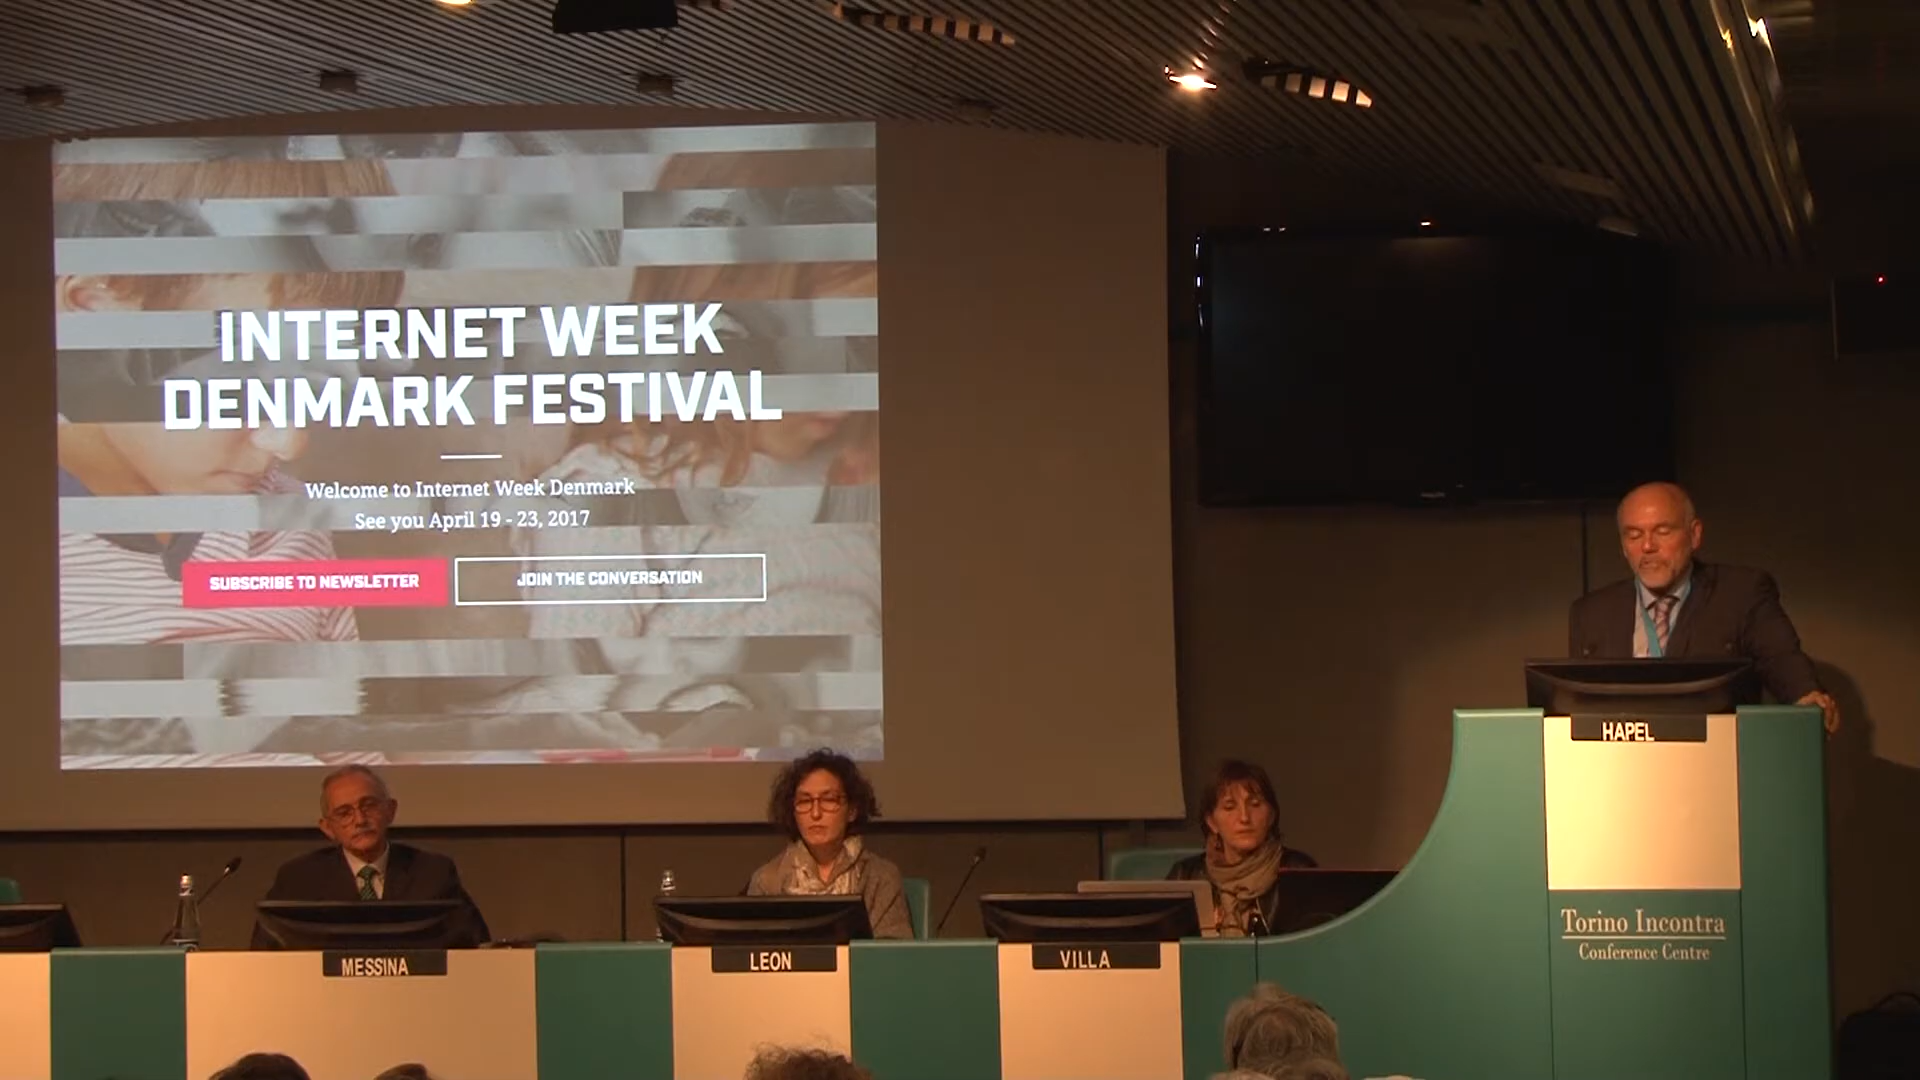 INTERNET WEEK
DENMARK FESTIVAL
Welcome to Internet Week Denmark
See you April 19 - 23, 2017
SUBSCRIBE TO NEWSLETTER
JOIN THE CONVERSATION
HAPEL
Torino Incontra
Conference Centre
MESSINA
LEON
VILLA